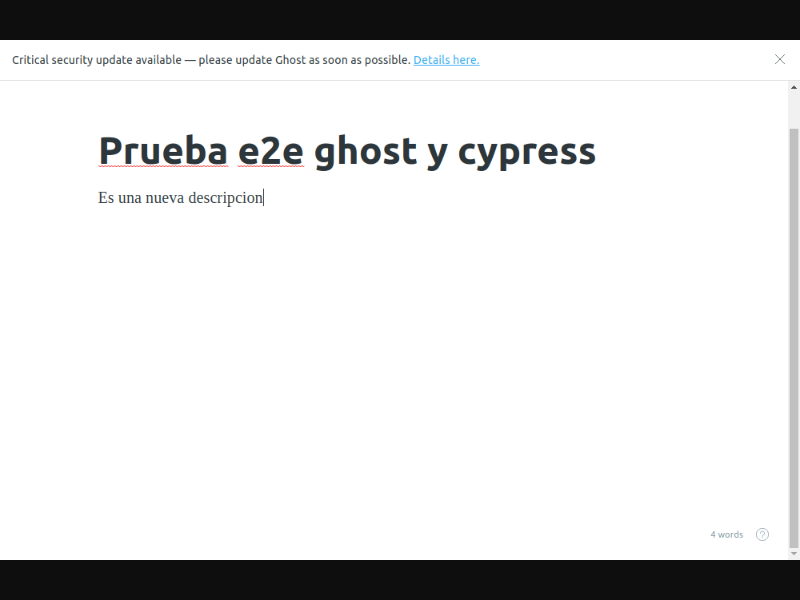 Critical security update available — please update Ghost as soon as possible. Details here.
Prueba e2e ghost y cypress
Es una nueva descripcion
4 words
?